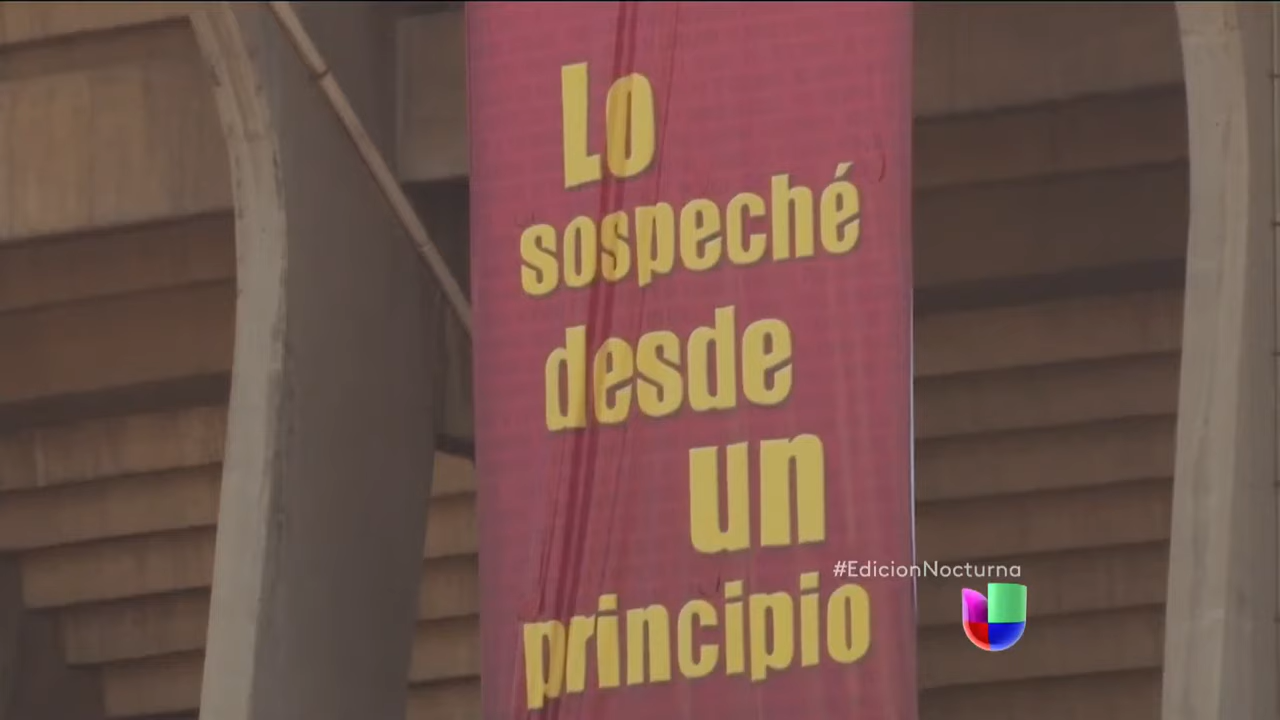 Lo
sospeché
desde
un
principio
#EdicionNocturna